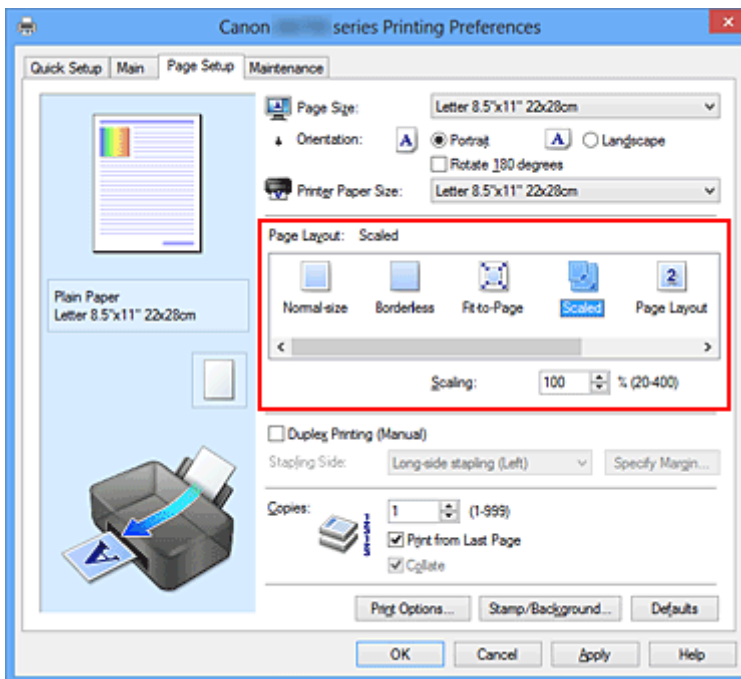 Canon series Printing Preferences
Quick Setup Main Page Setup Maintenance
Page Size: Letter 8.5"x11" 22x28cm
Orientation: A Portrait A Landscape
Rotate 180 degrees
Printer Paper Size: Letter 8.5"x11" 22x28cm
Page Layout: Scaled
Normal-size Borderless Fit-to-Page Scaled 2 Page Layout
Scaling: 100 % (20-400)
Plain Paper
Letter 8.5"x11" 22x28cm
Duplex Printing (Manual)
Stapling Side: Long-side stapling (Left) Specify Margin...
Copies: 1 (1-999)
Print from Last Page
Collate
A
Print Options... Stamp/Background... Defaults
OK Cancel Apply Help